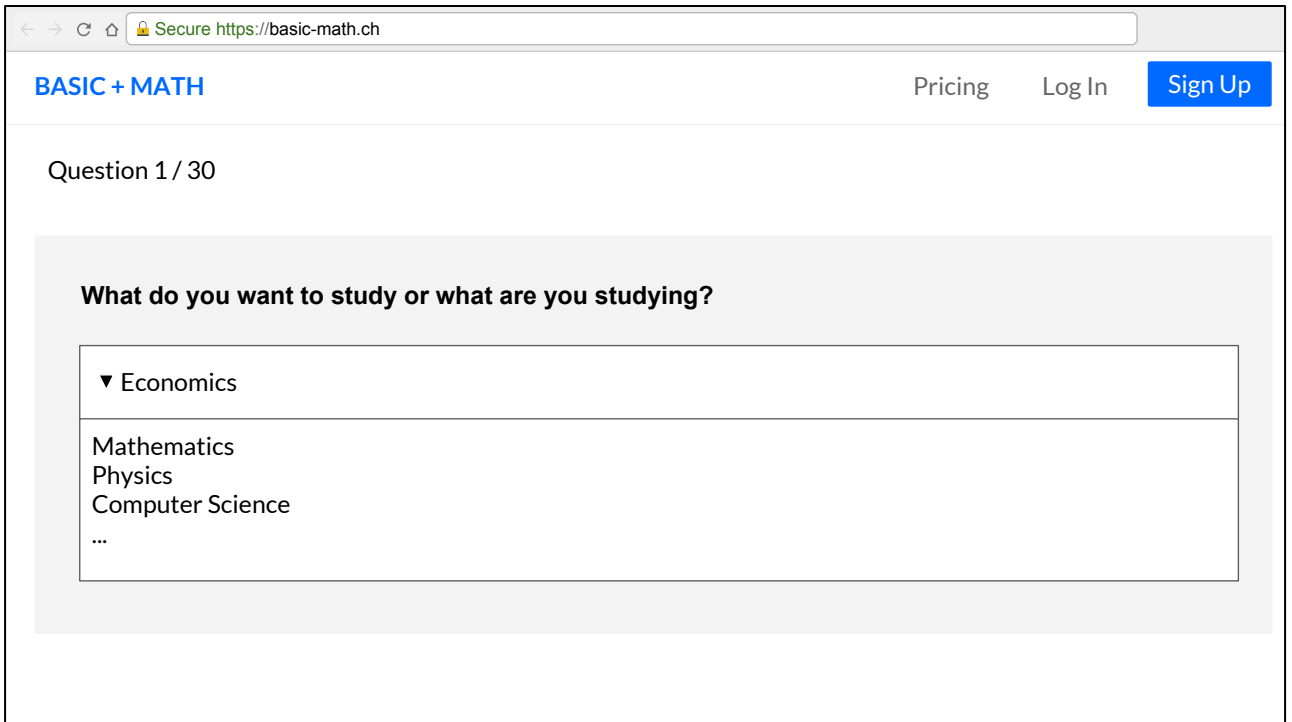 Secure https://basic-math.ch
BASIC + MATH
Pricing
Log In
Sign Up
Question 1 / 30
What do you want to study or what are you studying?
▼ Economics
Mathematics
Physics
Computer Science
...